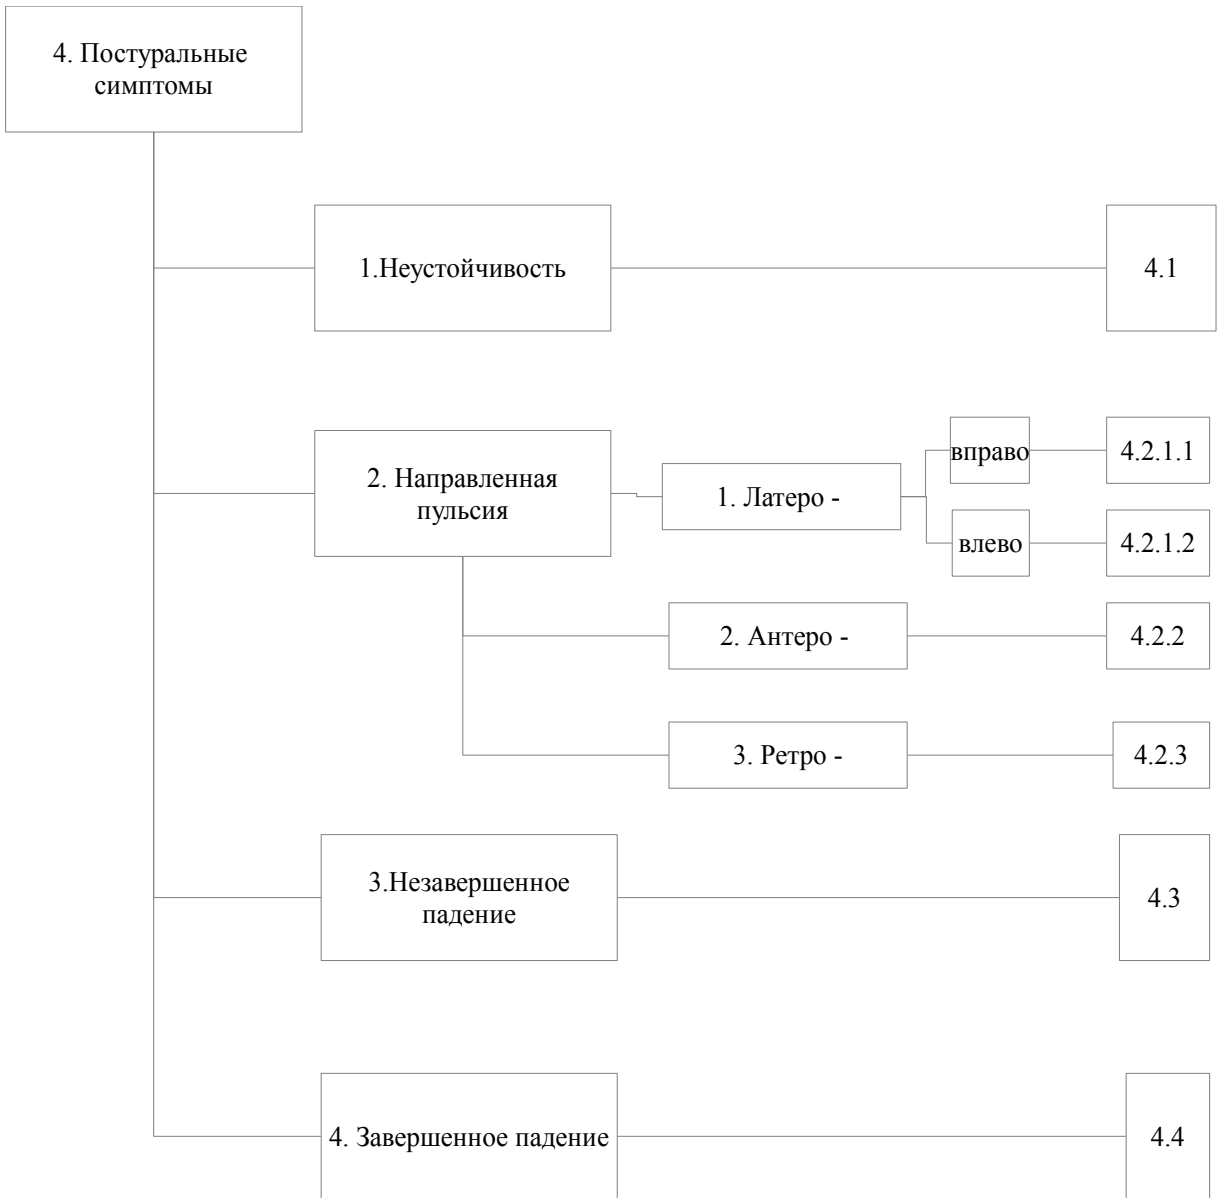 4. Постуральные
симптомы
1.Неустойчивость
4.1
2. Направленная
пульсия
1. Латеро -
вправо
4.2.1.1
влево
4.2.1.2
2. Антеро -
4.2.2
3. Ретро -
4.2.3
3.Незавершенное
падение
4.3
4. Завершенное падение
4.4